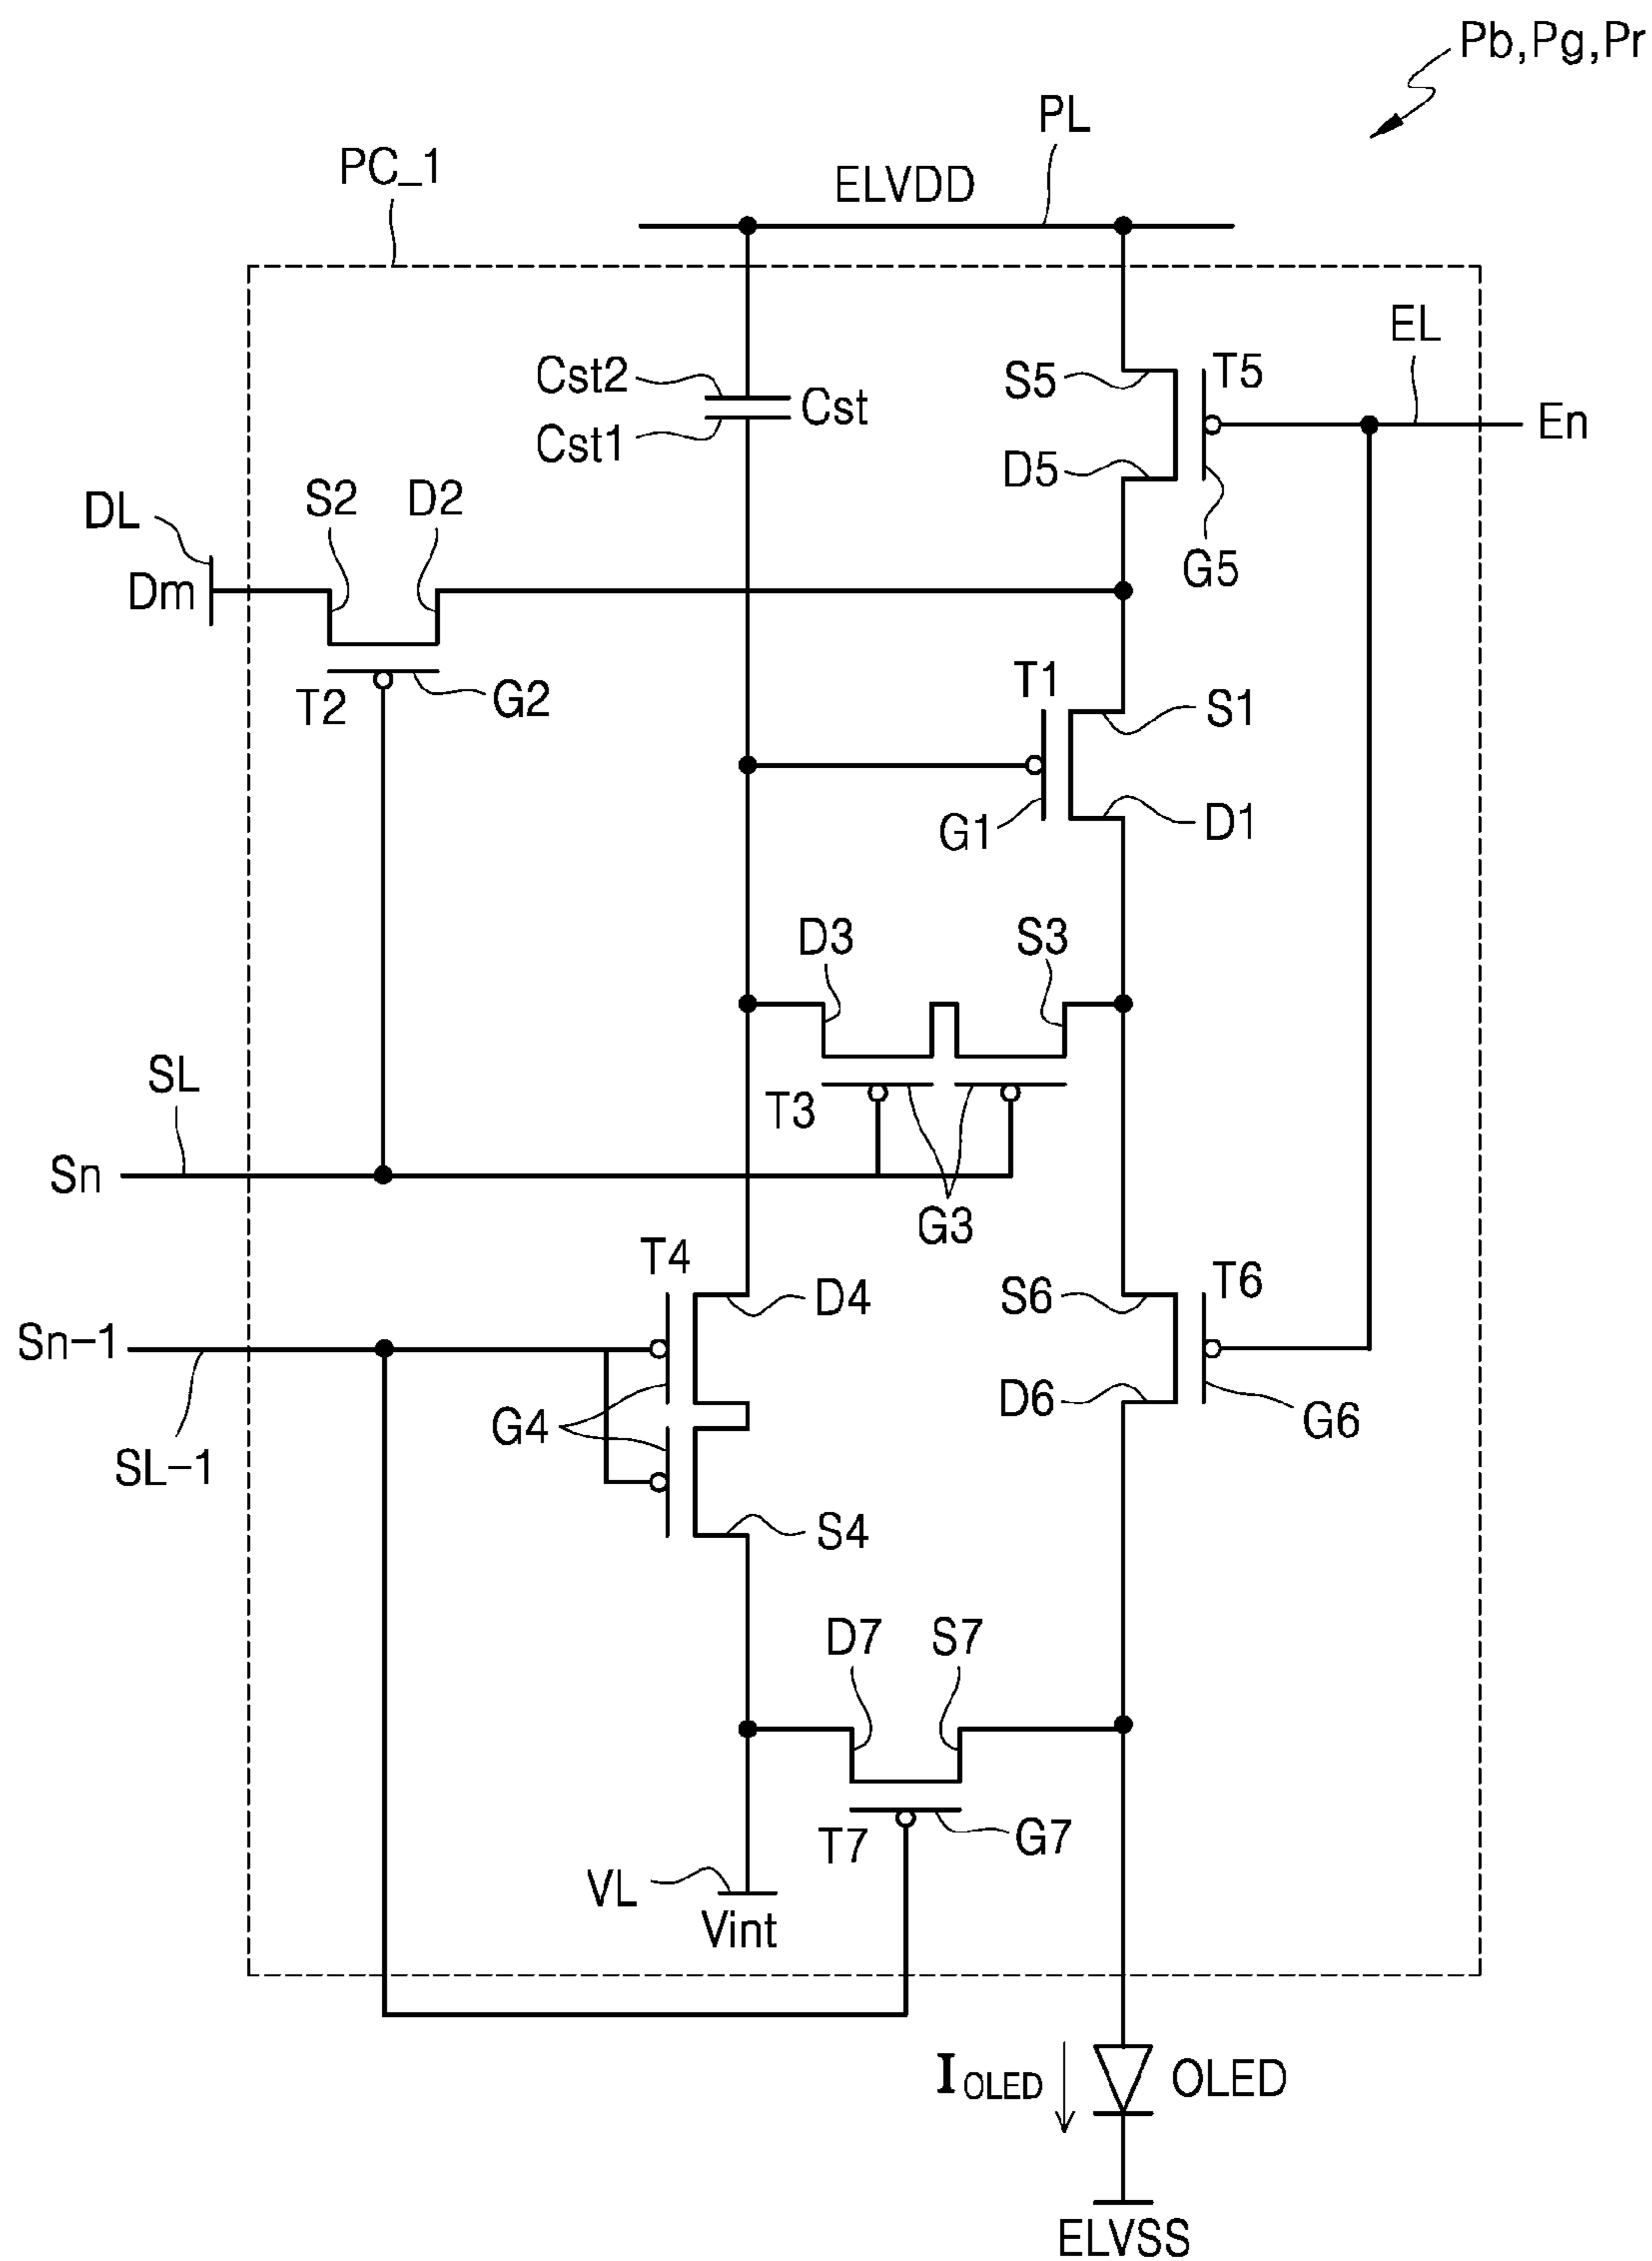 Pb,Pg,Pr
PL
PC_1
ELVDD
EL
Cst2
Cst
Cst1
S5
T5
En
D5
G5
DL
S2
D2
Dm
T2
G2
T1
S1
G1
D1
D3
S3
SL
T3
Sn
G3
T4
D4
S6
T6
Sn-1
D6
G6
G4
SL-1
S4
D7
S7
T7
G7
VL
Vint
IOLED
OLED
ELVSS